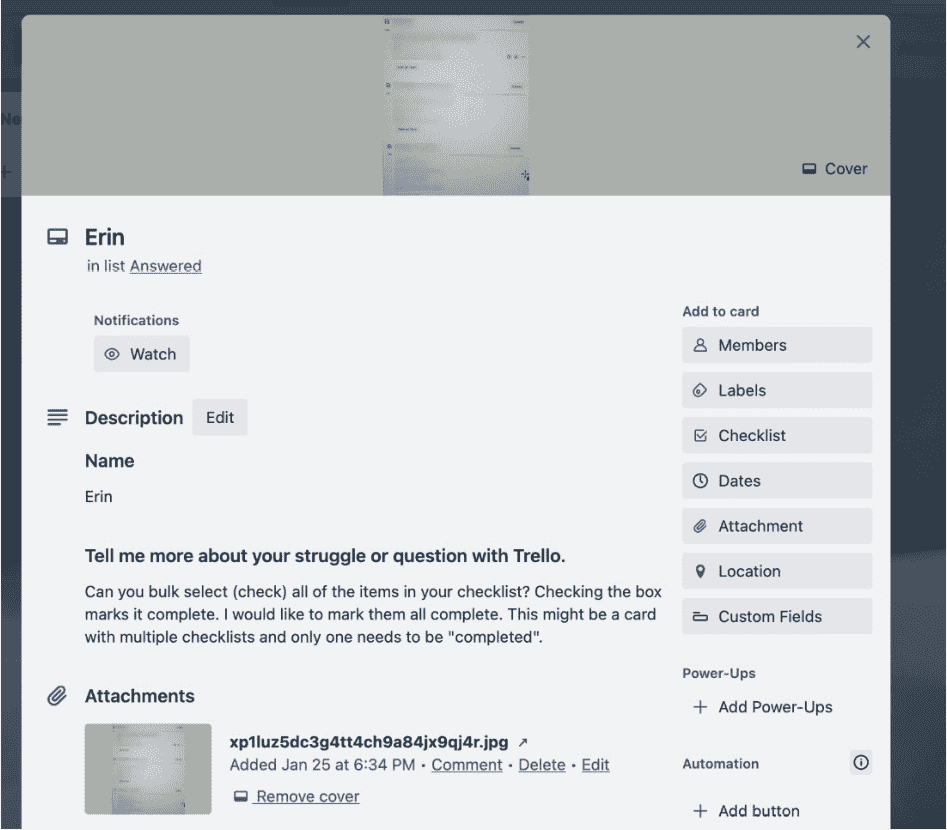 Cover
Erin
in list Answered
Notifications
Watch
Description Edit
Name
Erin
Tell me more about your struggle or question with Trello.
Can you bulk select (check) all of the items in your checklist? Checking the box
marks it complete. I would like to mark them all complete. This might be a card
with multiple checklists and only one needs to be "completed".
Attachments
xp1luz5dc3g4tt4ch9a84jx9qj4r.jpg ↗
Added Jan 25 at 6:34 PM • Comment • Delete • Edit
Remove cover
Add to card
Members
Labels
Checklist
Dates
Attachment
Location
Custom Fields
Power-Ups
+ Add Power-Ups
Automation
+ Add button